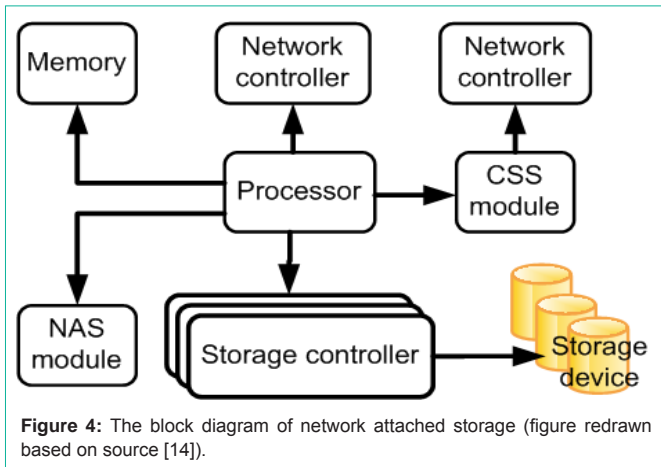 Memory
Network
controller
Network
controller
Processor
CSS
module
NAS
module
Storage controller
Storage
device
Figure 4: The block diagram of network attached storage (figure redrawn
based on source [14]).